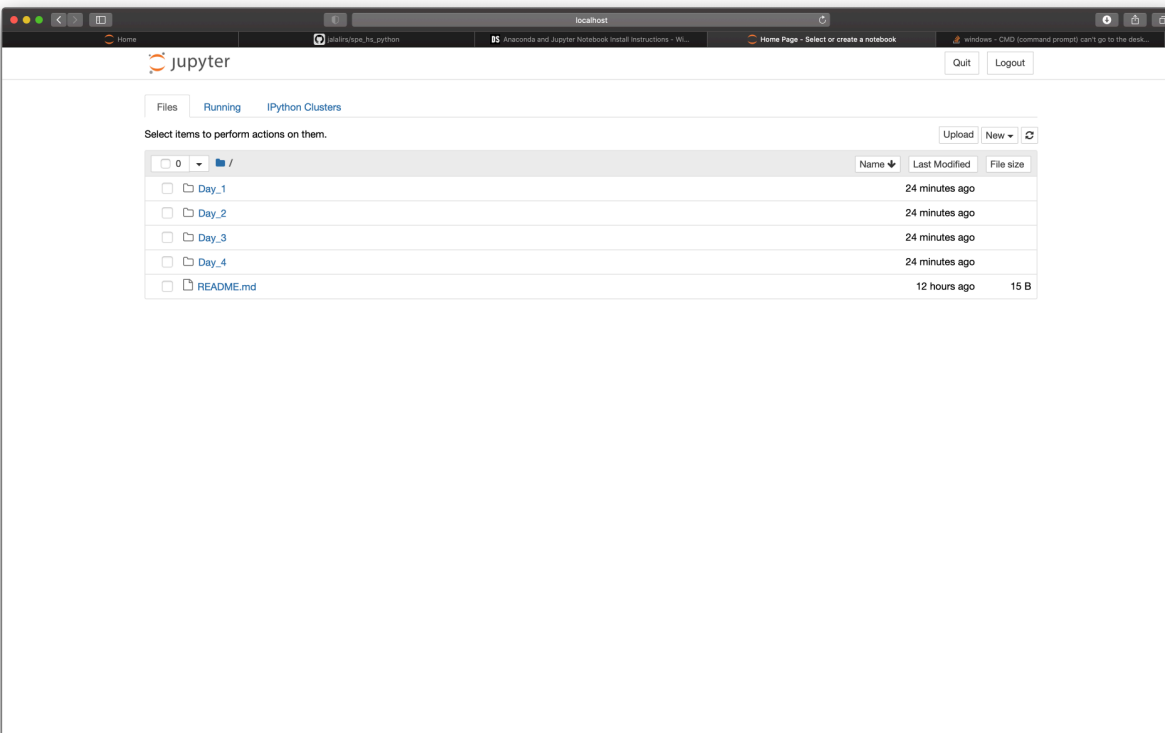 localhost
Home
jalalirs/spe_hs_python
DS Anaconda and Jupyter Notebook Install Instructions - Wi...
Home Page - Select or create a notebook
windows - CMD (command prompt) can't go to the desk...
jupyter
Quit Logout
Files Running IPython Clusters
Select items to perform actions on them.
Upload New
0 / Name Last Modified File size
Day_1 24 minutes ago
Day_2 24 minutes ago
Day_3 24 minutes ago
Day_4 24 minutes ago
README.md 12 hours ago 15 B